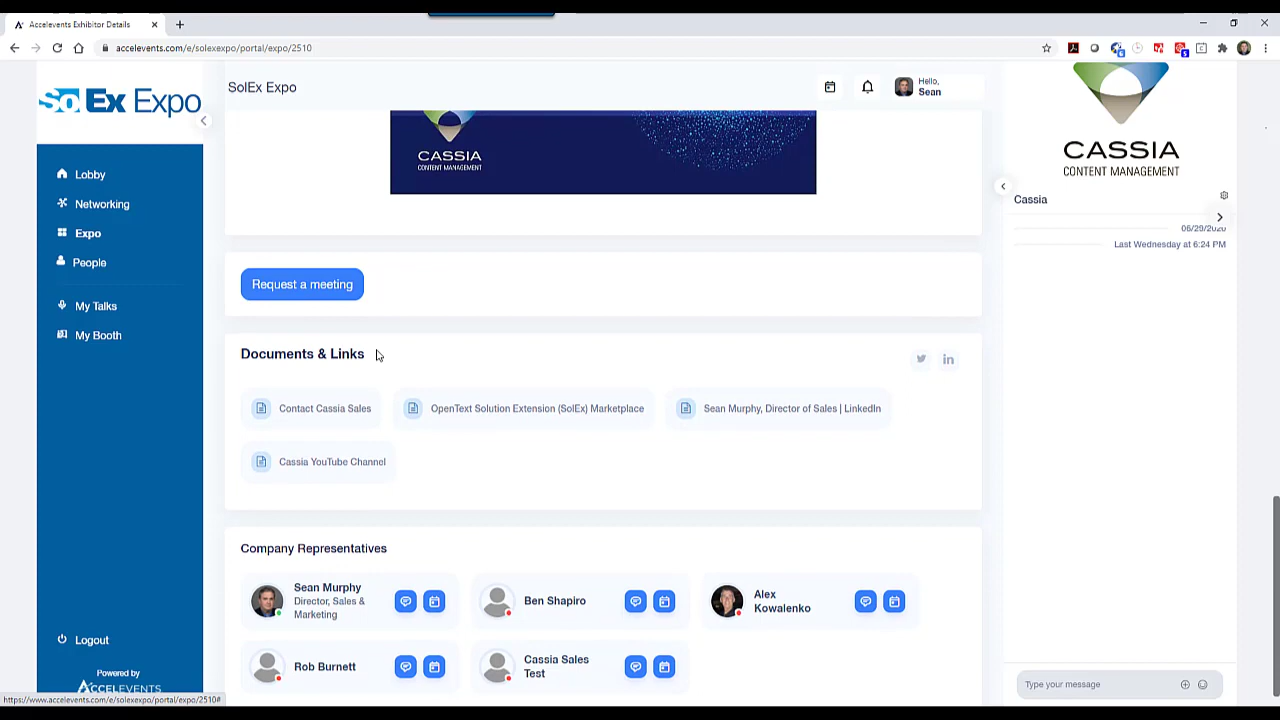 Accelevents Exhibitor Details
accelevents.com/e/solexexpo/portal/expo/2510
SolEx Expo
SolEx Expo
Hello,
Sean
Lobby
Networking
Expo
People
My Talks
My Booth
Logout
Powered by
ACCELEVENTS
https://www.accelevents.com/e/solexexpo/portal/expo/2510#
CASSIA
CONTENT MANAGEMENT
Request a meeting
Documents & Links
Contact Cassia Sales
OpenText Solution Extension (SolEx) Marketplace
Sean Murphy, Director of Sales | LinkedIn
Cassia YouTube Channel
Company Representatives
Sean Murphy
Director, Sales &
Marketing
Ben Shapiro
Alex
Kowalenko
Rob Burnett
Cassia Sales
Test
CASSIA
CONTENT MANAGEMENT
Cassia
06/29/2020
Last Wednesday at 6:24 PM
Type your message